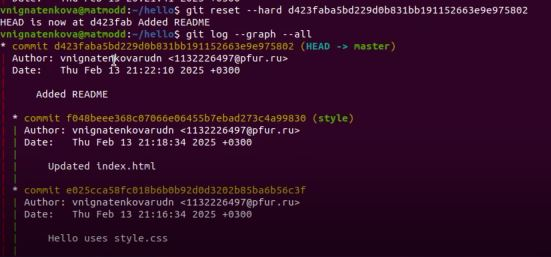 vnignatenkova@matmodd:~/hello$ git reset --hard d423faba5bd229d0b831bb191152663e9e975802
HEAD is now at d423fab Added README
vnignatenkova@matmodd:~/hello$ git log --graph --all
* commit d423faba5bd229d0b831bb191152663e9e975802 (HEAD -> master)
| Author: vnignatenkovarudn <1132226497@pfur.ru>
| Date: Thu Feb 13 21:22:10 2025 +0300
|
| Added README
|
| * commit f048beee368c07066e06455b7ebad273c4a99830 (style)
| | Author: vnignatenkovarudn <1132226497@pfur.ru>
| | Date: Thu Feb 13 21:18:34 2025 +0300
| |
| | Updated index.html
| |
| * commit e025cca58fc018b6b0b92d0d3202b85ba6b56c3f
| | Author: vnignatenkovarudn <1132226497@pfur.ru>
| | Date: Thu Feb 13 21:16:34 2025 +0300
| |
| | Hello uses style.css
| |